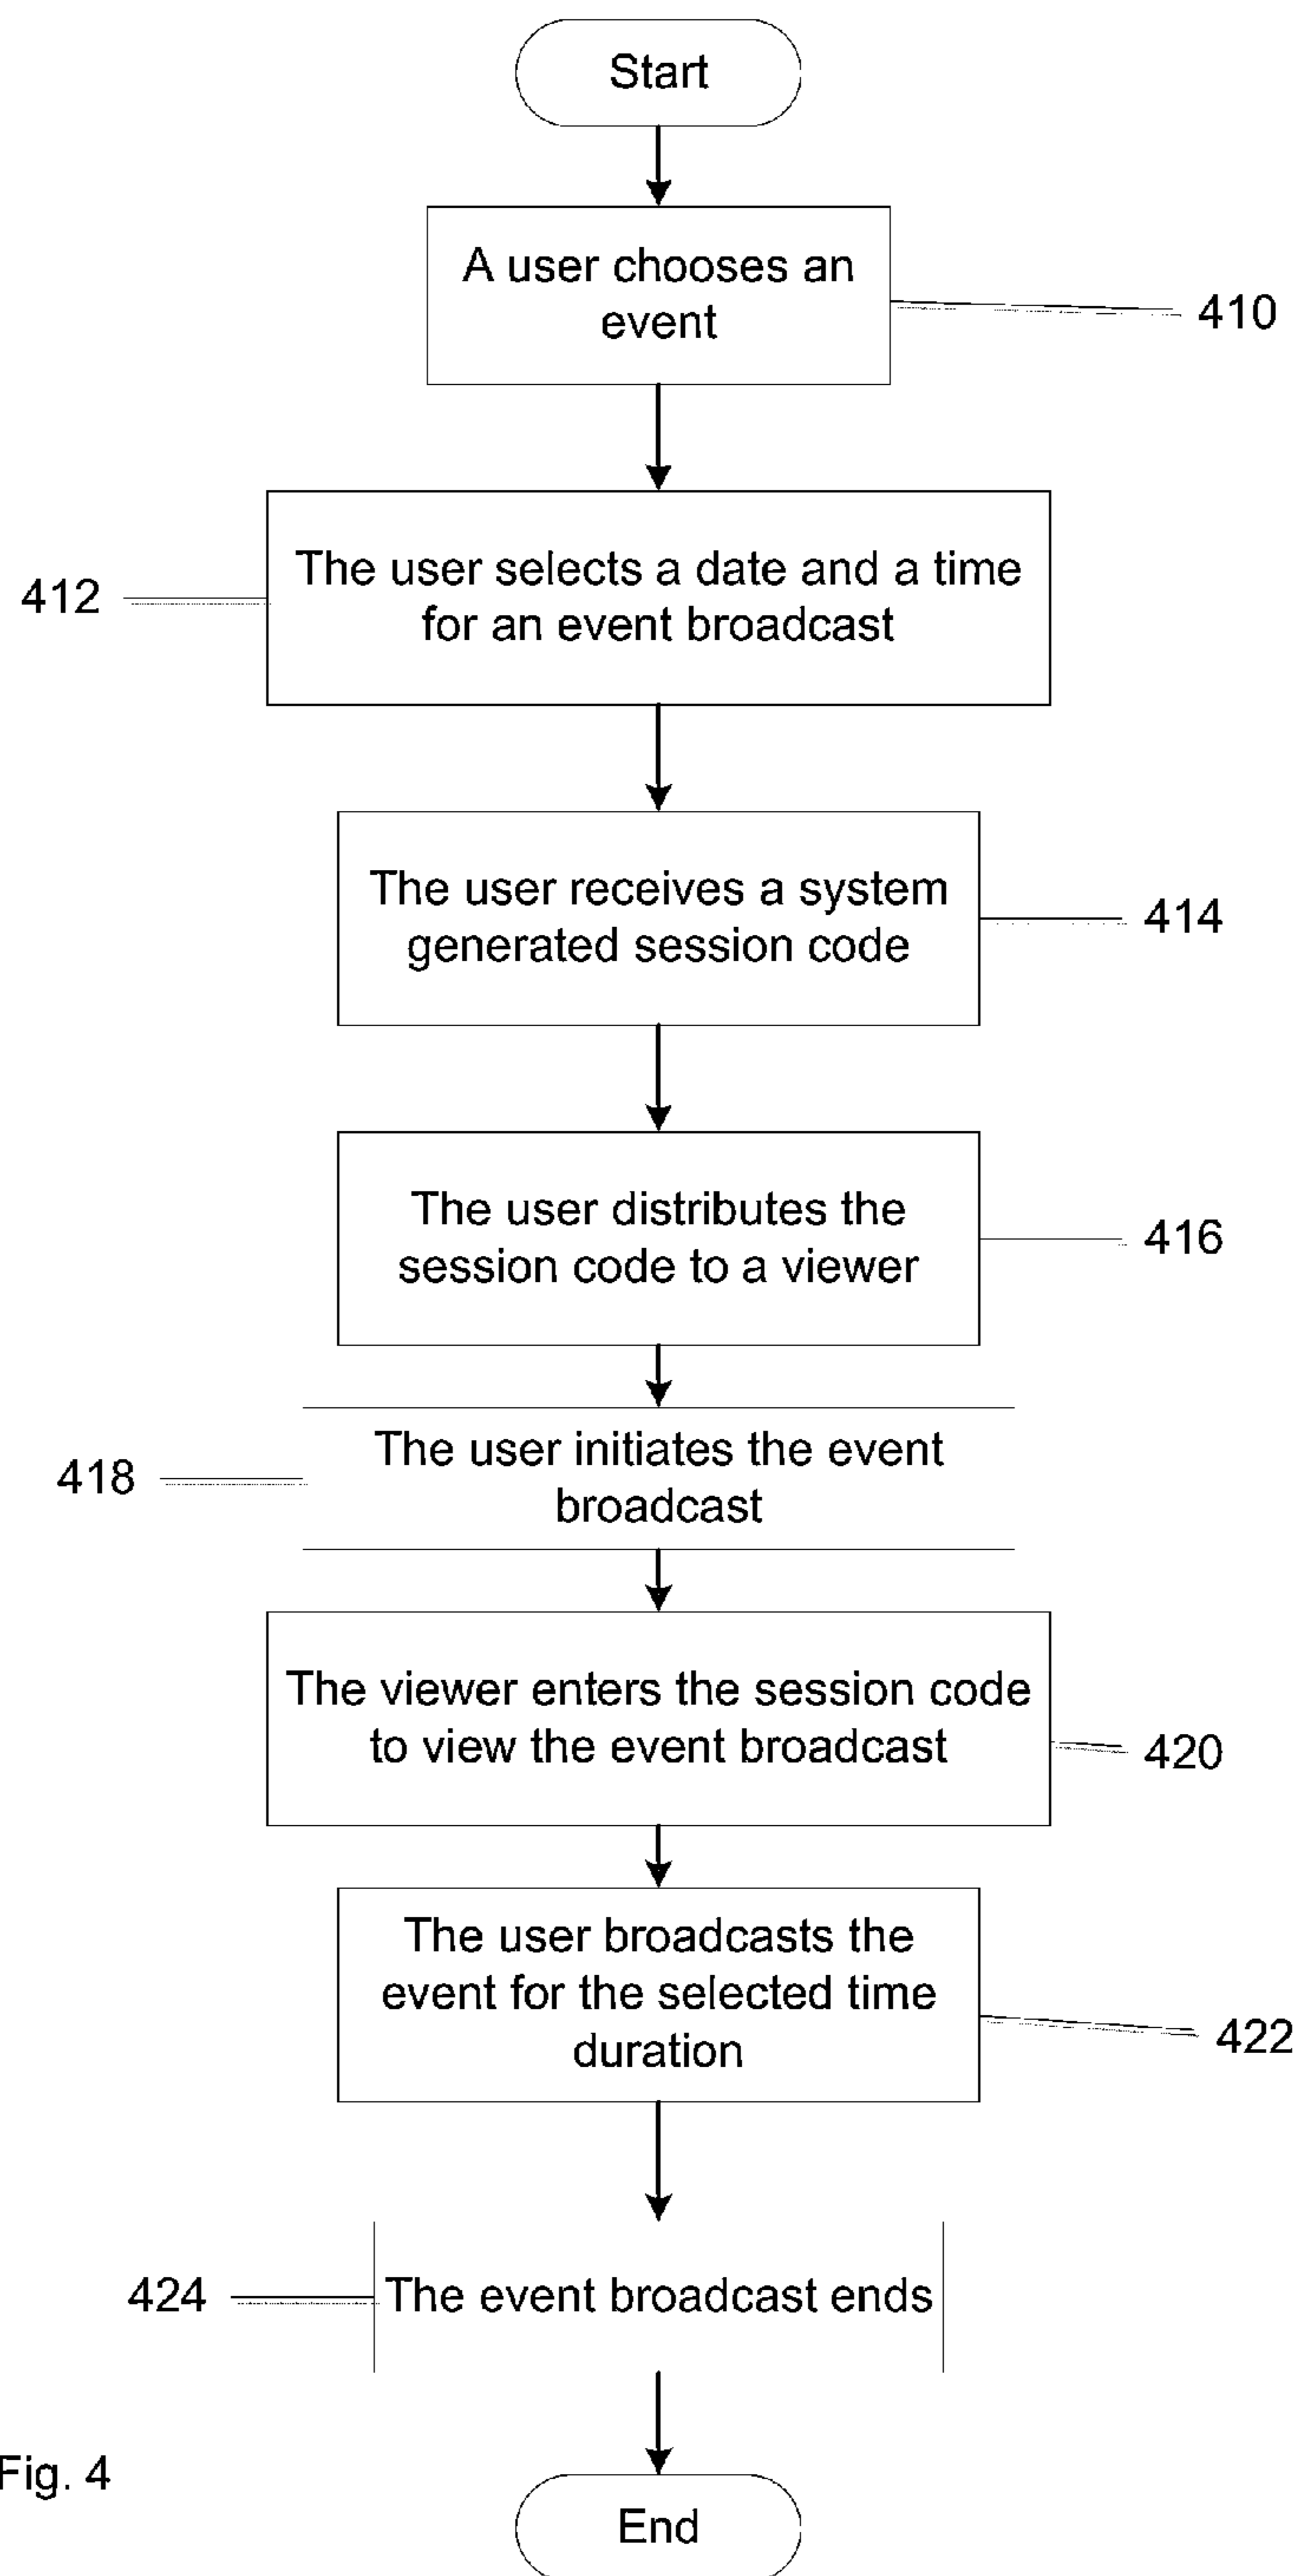 Start
A user chooses an
event
410
The user selects a date and a time
for an event broadcast
412
The user receives a system
generated session code
414
The user distributes the
session code to a viewer
416
The user initiates the event
broadcast
418
The viewer enters the session code
to view the event broadcast
420
The user broadcasts the
event for the selected time
duration
422
The event broadcast ends
424
Fig. 4
End